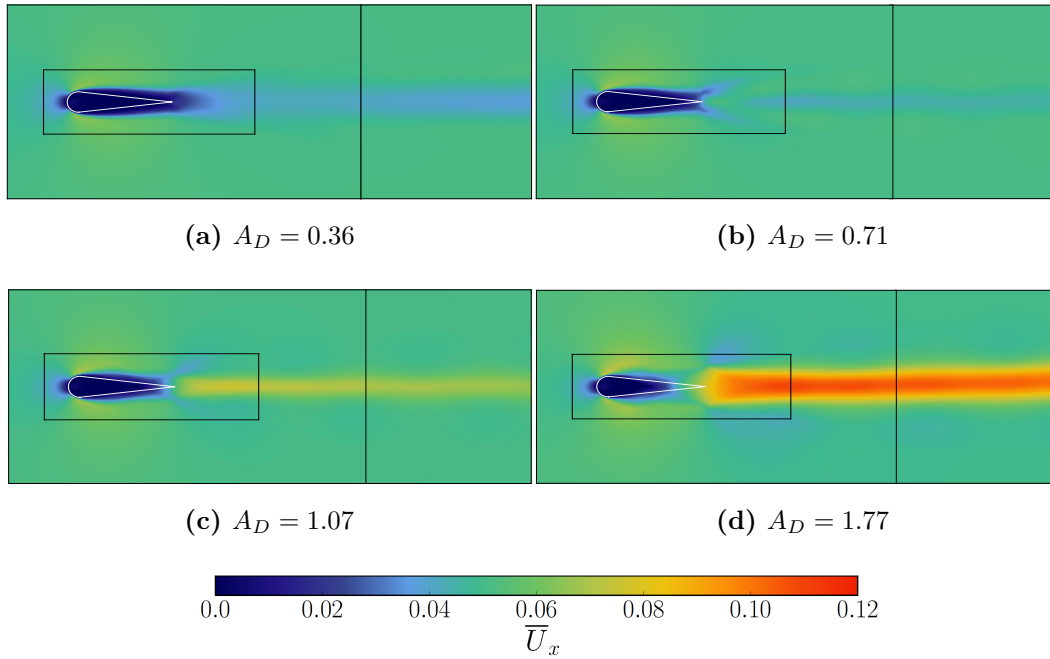 (a) A_D = 0.36
(b) A_D = 0.71
(c) A_D = 1.07
(d) A_D = 1.77
0.0 0.02 0.04 0.06 0.08 0.10 0.12
U̅_x